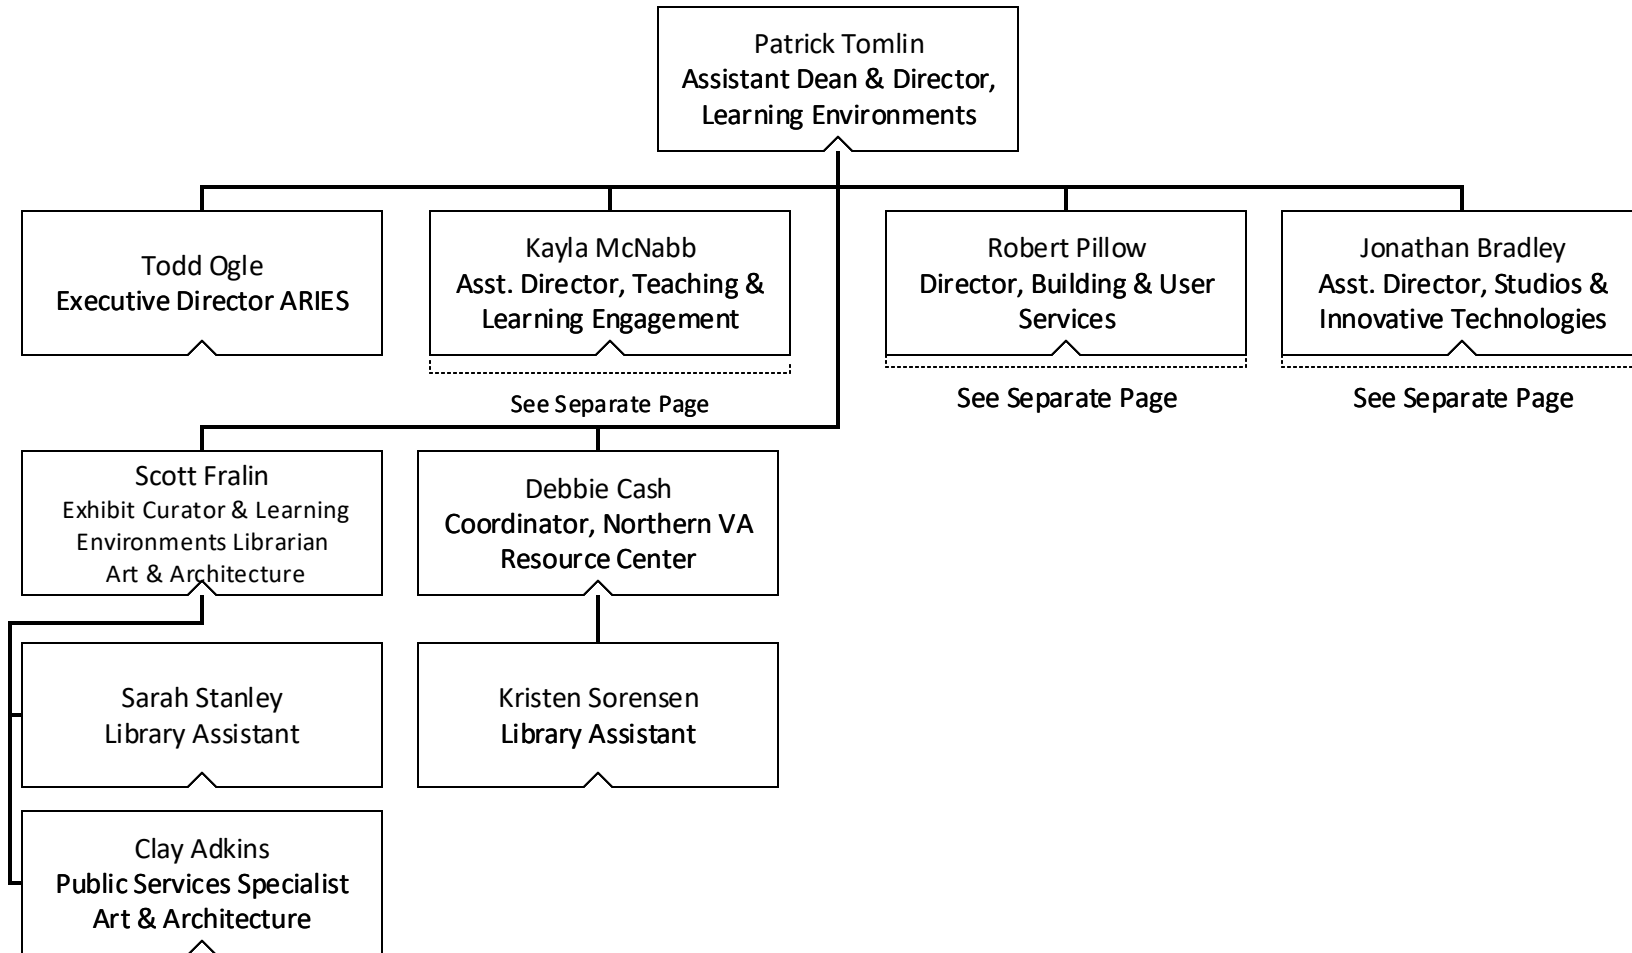 Patrick Tomlin
Assistant Dean & Director,
Learning Environments
Todd Ogle
Executive Director ARIES
Kayla McNabb
Asst. Director, Teaching &
Learning Engagement
See Separate Page
Robert Pillow
Director, Building & User
Services
See Separate Page
Jonathan Bradley
Asst. Director, Studios &
Innovative Technologies
See Separate Page
Scott Fralin
Exhibit Curator & Learning
Environments Librarian
Art & Architecture
Debbie Cash
Coordinator, Northern VA
Resource Center
Sarah Stanley
Library Assistant
Kristen Sorensen
Library Assistant
Clay Adkins
Public Services Specialist
Art & Architecture